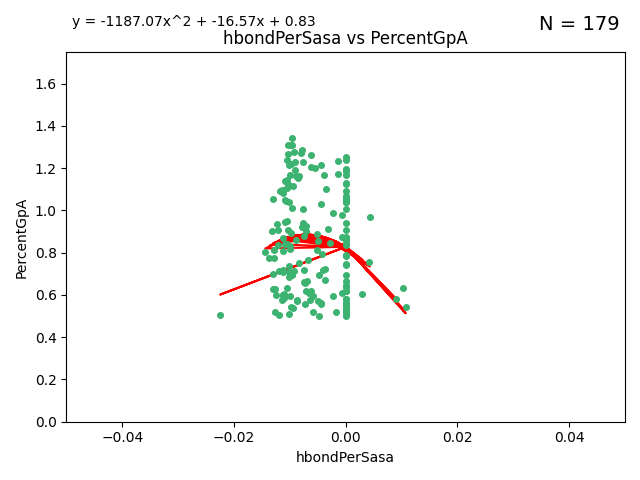 y = -1187.07x^2 + -16.57x + 0.83
N = 179
hbondPerSasa vs PercentGpA
1.6
1.4
1.2
1.0
0.8
0.6
0.4
0.2
0.0
PercentGpA
−0.04 −0.02 0.00 0.02 0.04
hbondPerSasa